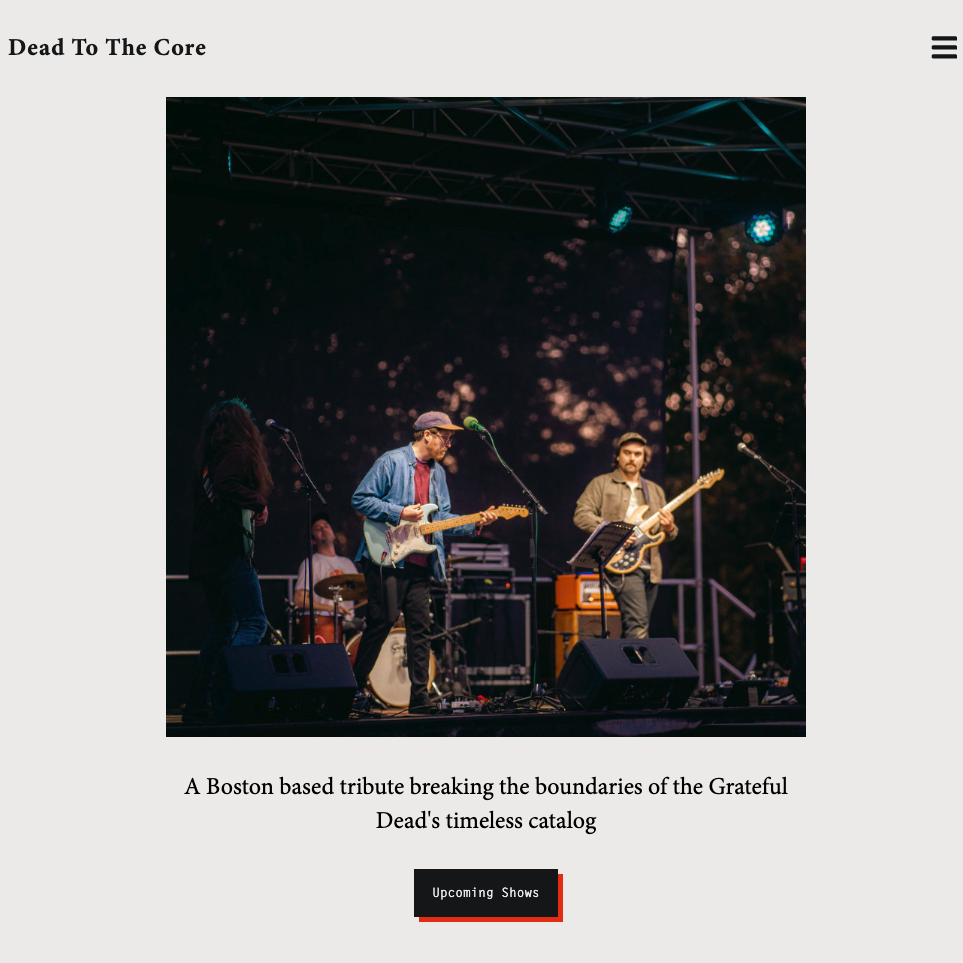 Dead To The Core
A Boston based tribute breaking the boundaries of the Grateful
Dead's timeless catalog
Upcoming Shows